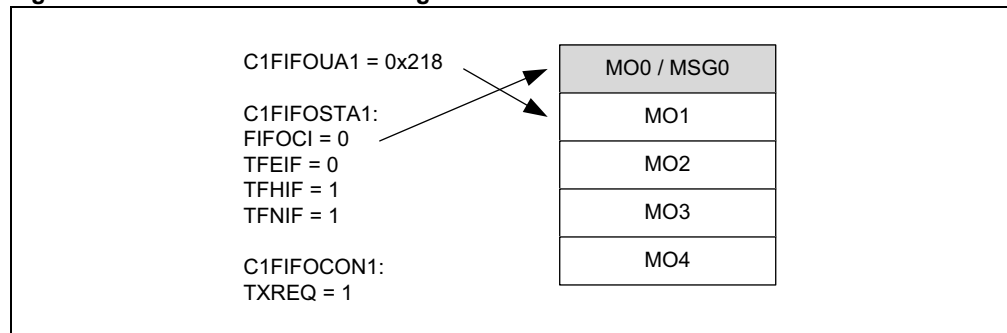 C1FIFOUA1 = 0x218
C1FIFOSTA1:
FIFOCI = 0
TFEIF = 0
TFHIF = 1
TFNIF = 1
C1FIFOCON1:
TXREQ = 1
MO0 / MSG0
MO1
MO2
MO3
MO4